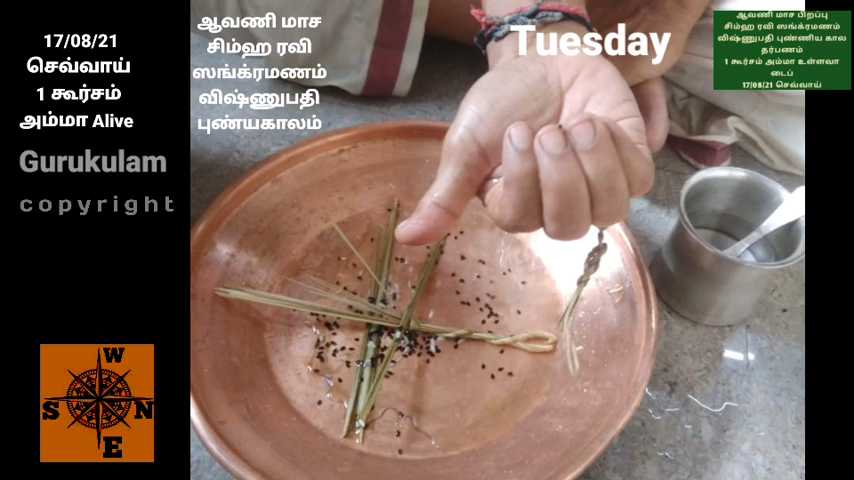 17/08/21
செவ்வாய்
1 கூர்சம்
அம்மா Alive
Gurukulam
copyright
W
S N
E
ஆவணி மாச
சிம்ஹ ரவி
ஸங்க்ரமணம்
விஷ்ணுபதி
புண்யகாலம்
Tuesday
ஆவணி மாச பிறப்பு
சிம்ஹ ரவி ஸங்க்ரமணம்
விஷ்ணுபதி புண்ணிய கால
தர்பணம்
1 கூர்சம் அம்மா உள்ளவா
டைப்
17/08/21 செவ்வாய்